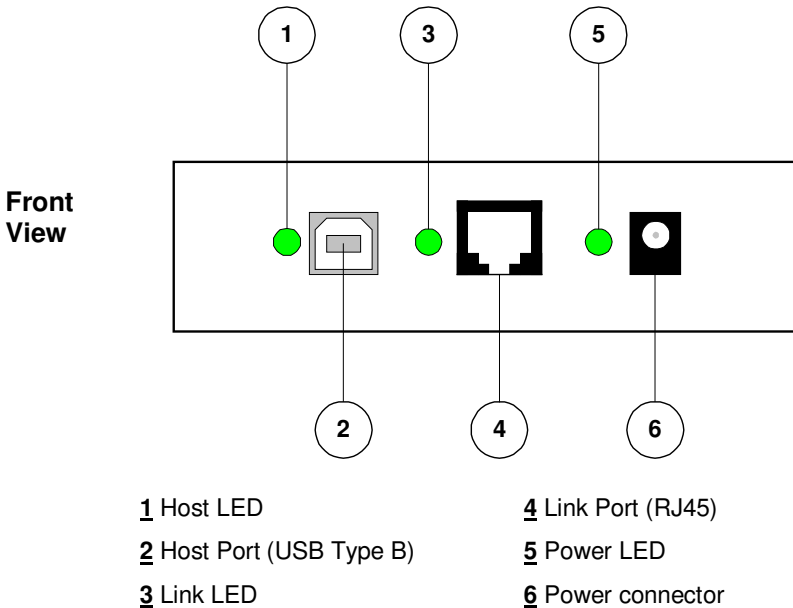 1 3 5
Front
View
2 4 6
1 Host LED
2 Host Port (USB Type B)
3 Link LED
4 Link Port (RJ45)
5 Power LED
6 Power connector